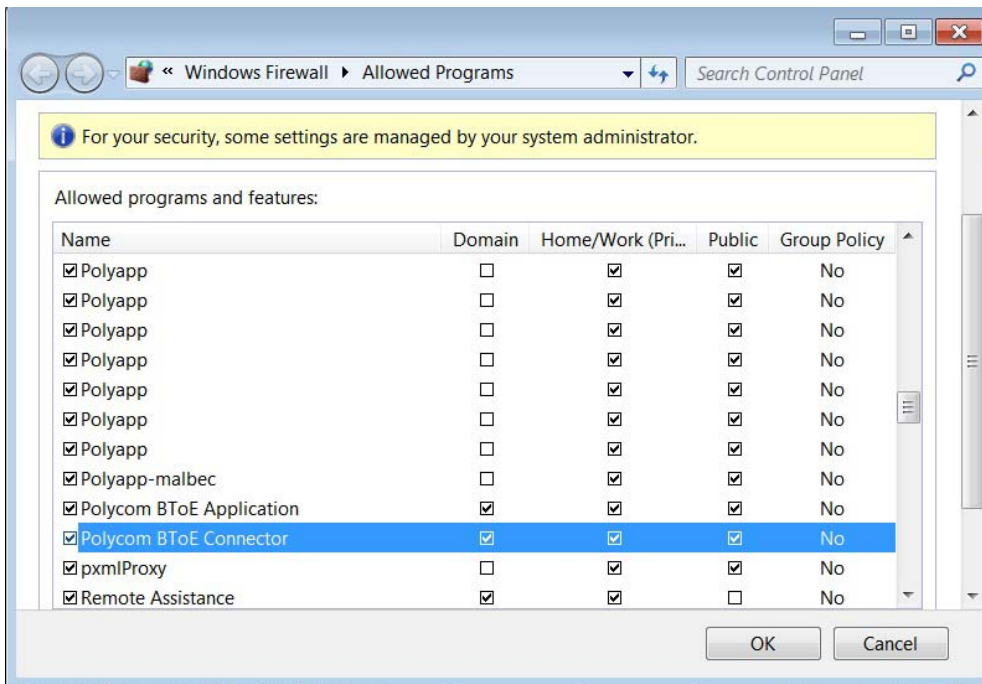 « Windows Firewall ▸ Allowed Programs Search Control Panel
For your security, some settings are managed by your system administrator.
Allowed programs and features:
Name Domain Home/Work (Pri... Public Group Policy
Polyapp No
Polyapp No
Polyapp No
Polyapp No
Polyapp No
Polyapp No
Polyapp No
Polyapp-malbec No
Polycom BToE Application No
Polycom BToE Connector No
pxmlProxy No
Remote Assistance No
OK Cancel